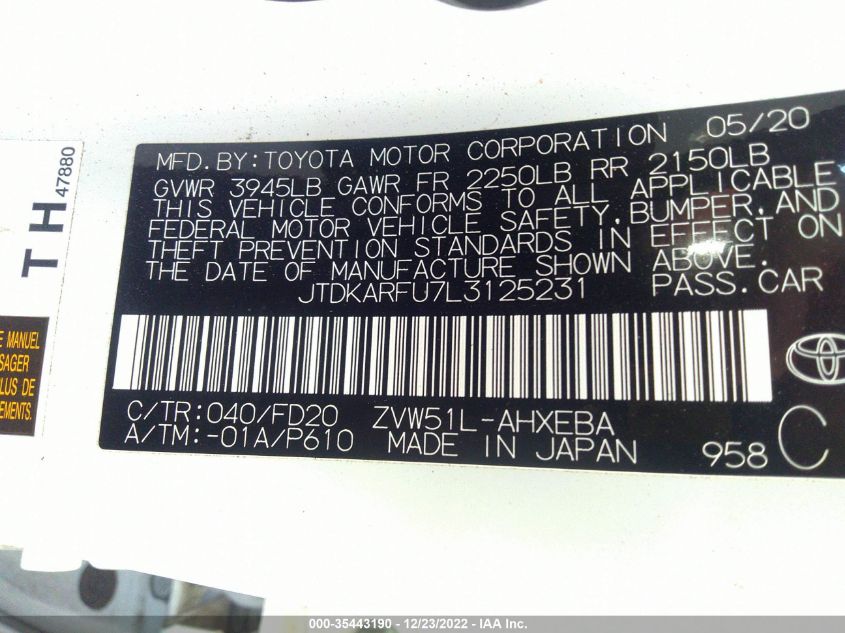 MFD. BY: TOYOTA MOTOR CORPORATION 05/20
GVWR 3945LB GAWR FR 2250LB RR 2150LB
THIS VEHICLE CONFORMS TO ALL APPLICABLE
FEDERAL MOTOR VEHICLE SAFETY, BUMPER, AND
THEFT PREVENTION STANDARDS IN EFFECT ON
THE DATE OF MANUFACTURE SHOWN ABOVE.
JTDKARFU7L3125231 PASS. CAR
C/TR: 040/FD20 ZVW51L-AHXEBA
A/TM: -01A/P610 MADE IN JAPAN 958 C
T H 47880
E MANUEL
SAGER
LUS DE
EMENTS.
000-35443190 - 12/23/2022 - IAA Inc.